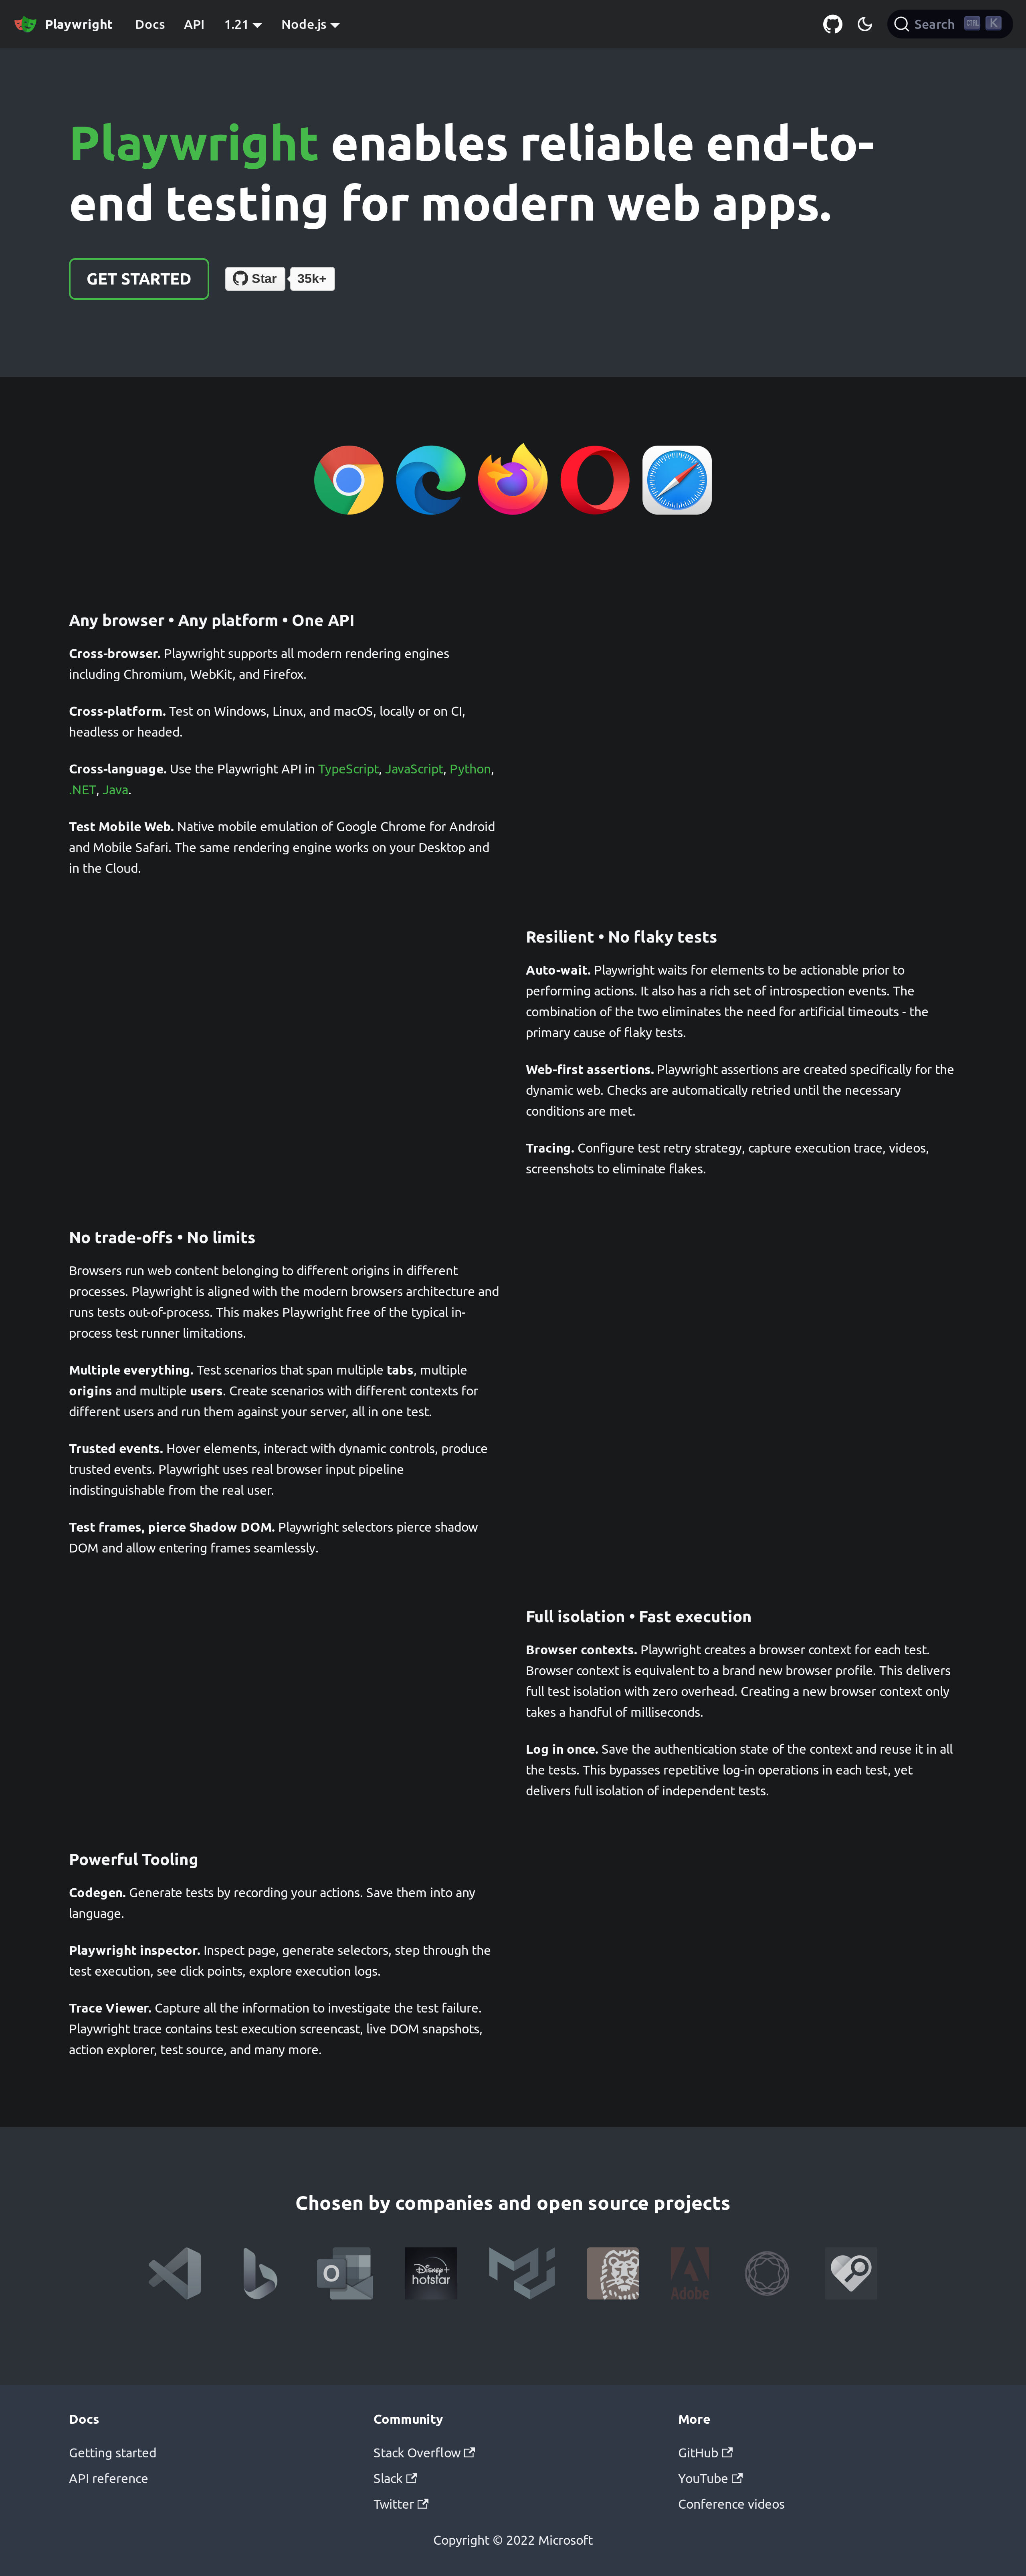 Playwright Docs API 1.21 Node.js Search CTRL K
Playwright enables reliable end-to-
end testing for modern web apps.
GET STARTED Star 35k+
Any browser • Any platform • One API
Cross-browser. Playwright supports all modern rendering engines
including Chromium, WebKit, and Firefox.
Cross-platform. Test on Windows, Linux, and macOS, locally or on CI,
headless or headed.
Cross-language. Use the Playwright API in TypeScript, JavaScript, Python,
.NET, Java.
Test Mobile Web. Native mobile emulation of Google Chrome for Android
and Mobile Safari. The same rendering engine works on your Desktop and
in the Cloud.
Resilient • No flaky tests
Auto-wait. Playwright waits for elements to be actionable prior to
performing actions. It also has a rich set of introspection events. The
combination of the two eliminates the need for artificial timeouts - the
primary cause of flaky tests.
Web-first assertions. Playwright assertions are created specifically for the
dynamic web. Checks are automatically retried until the necessary
conditions are met.
Tracing. Configure test retry strategy, capture execution trace, videos,
screenshots to eliminate flakes.
No trade-offs • No limits
Browsers run web content belonging to different origins in different
processes. Playwright is aligned with the modern browsers architecture and
runs tests out-of-process. This makes Playwright free of the typical in-
process test runner limitations.
Multiple everything. Test scenarios that span multiple tabs, multiple
origins and multiple users. Create scenarios with different contexts for
different users and run them against your server, all in one test.
Trusted events. Hover elements, interact with dynamic controls, produce
trusted events. Playwright uses real browser input pipeline
indistinguishable from the real user.
Test frames, pierce Shadow DOM. Playwright selectors pierce shadow
DOM and allow entering frames seamlessly.
Full isolation • Fast execution
Browser contexts. Playwright creates a browser context for each test.
Browser context is equivalent to a brand new browser profile. This delivers
full test isolation with zero overhead. Creating a new browser context only
takes a handful of milliseconds.
Log in once. Save the authentication state of the context and reuse it in all
the tests. This bypasses repetitive log-in operations in each test, yet
delivers full isolation of independent tests.
Powerful Tooling
Codegen. Generate tests by recording your actions. Save them into any
language.
Playwright inspector. Inspect page, generate selectors, step through the
test execution, see click points, explore execution logs.
Trace Viewer. Capture all the information to investigate the test failure.
Playwright trace contains test execution screencast, live DOM snapshots,
action explorer, test source, and many more.
Chosen by companies and open source projects
O
Disney+
hotstar
Adobe
Docs
Getting started
API reference
Community
Stack Overflow
Slack
Twitter
More
GitHub
YouTube
Conference videos
Copyright © 2022 Microsoft